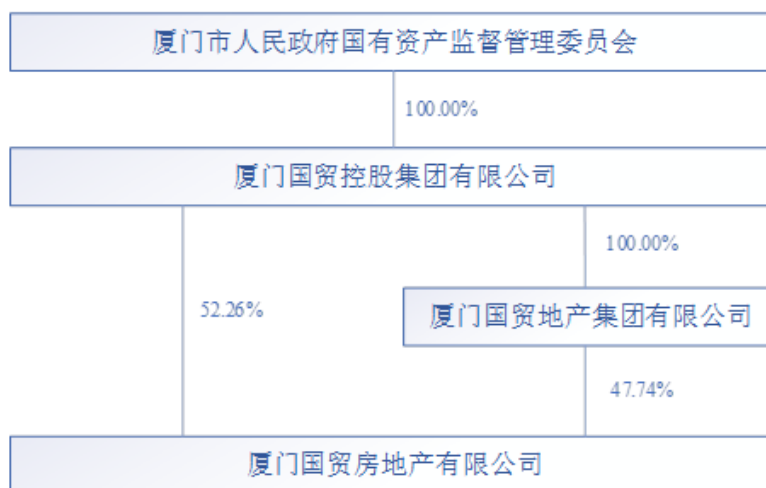 厦门市人民政府国有资产监督管理委员会
100.00%
厦门国贸控股集团有限公司
100.00%
52.26%
厦门国贸地产集团有限公司
47.74%
厦门国贸房地产有限公司